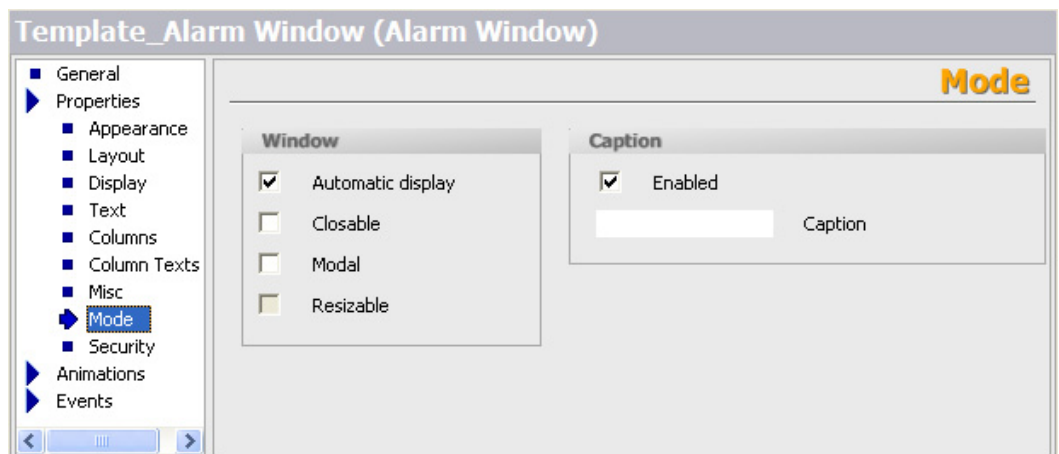 Template_Alarm Window (Alarm Window)
General
Properties
Appearance
Layout
Display
Text
Columns
Column Texts
Misc
Mode
Security
Animations
Events
Mode
Window
Automatic display
Closable
Modal
Resizable
Caption
Enabled
Caption